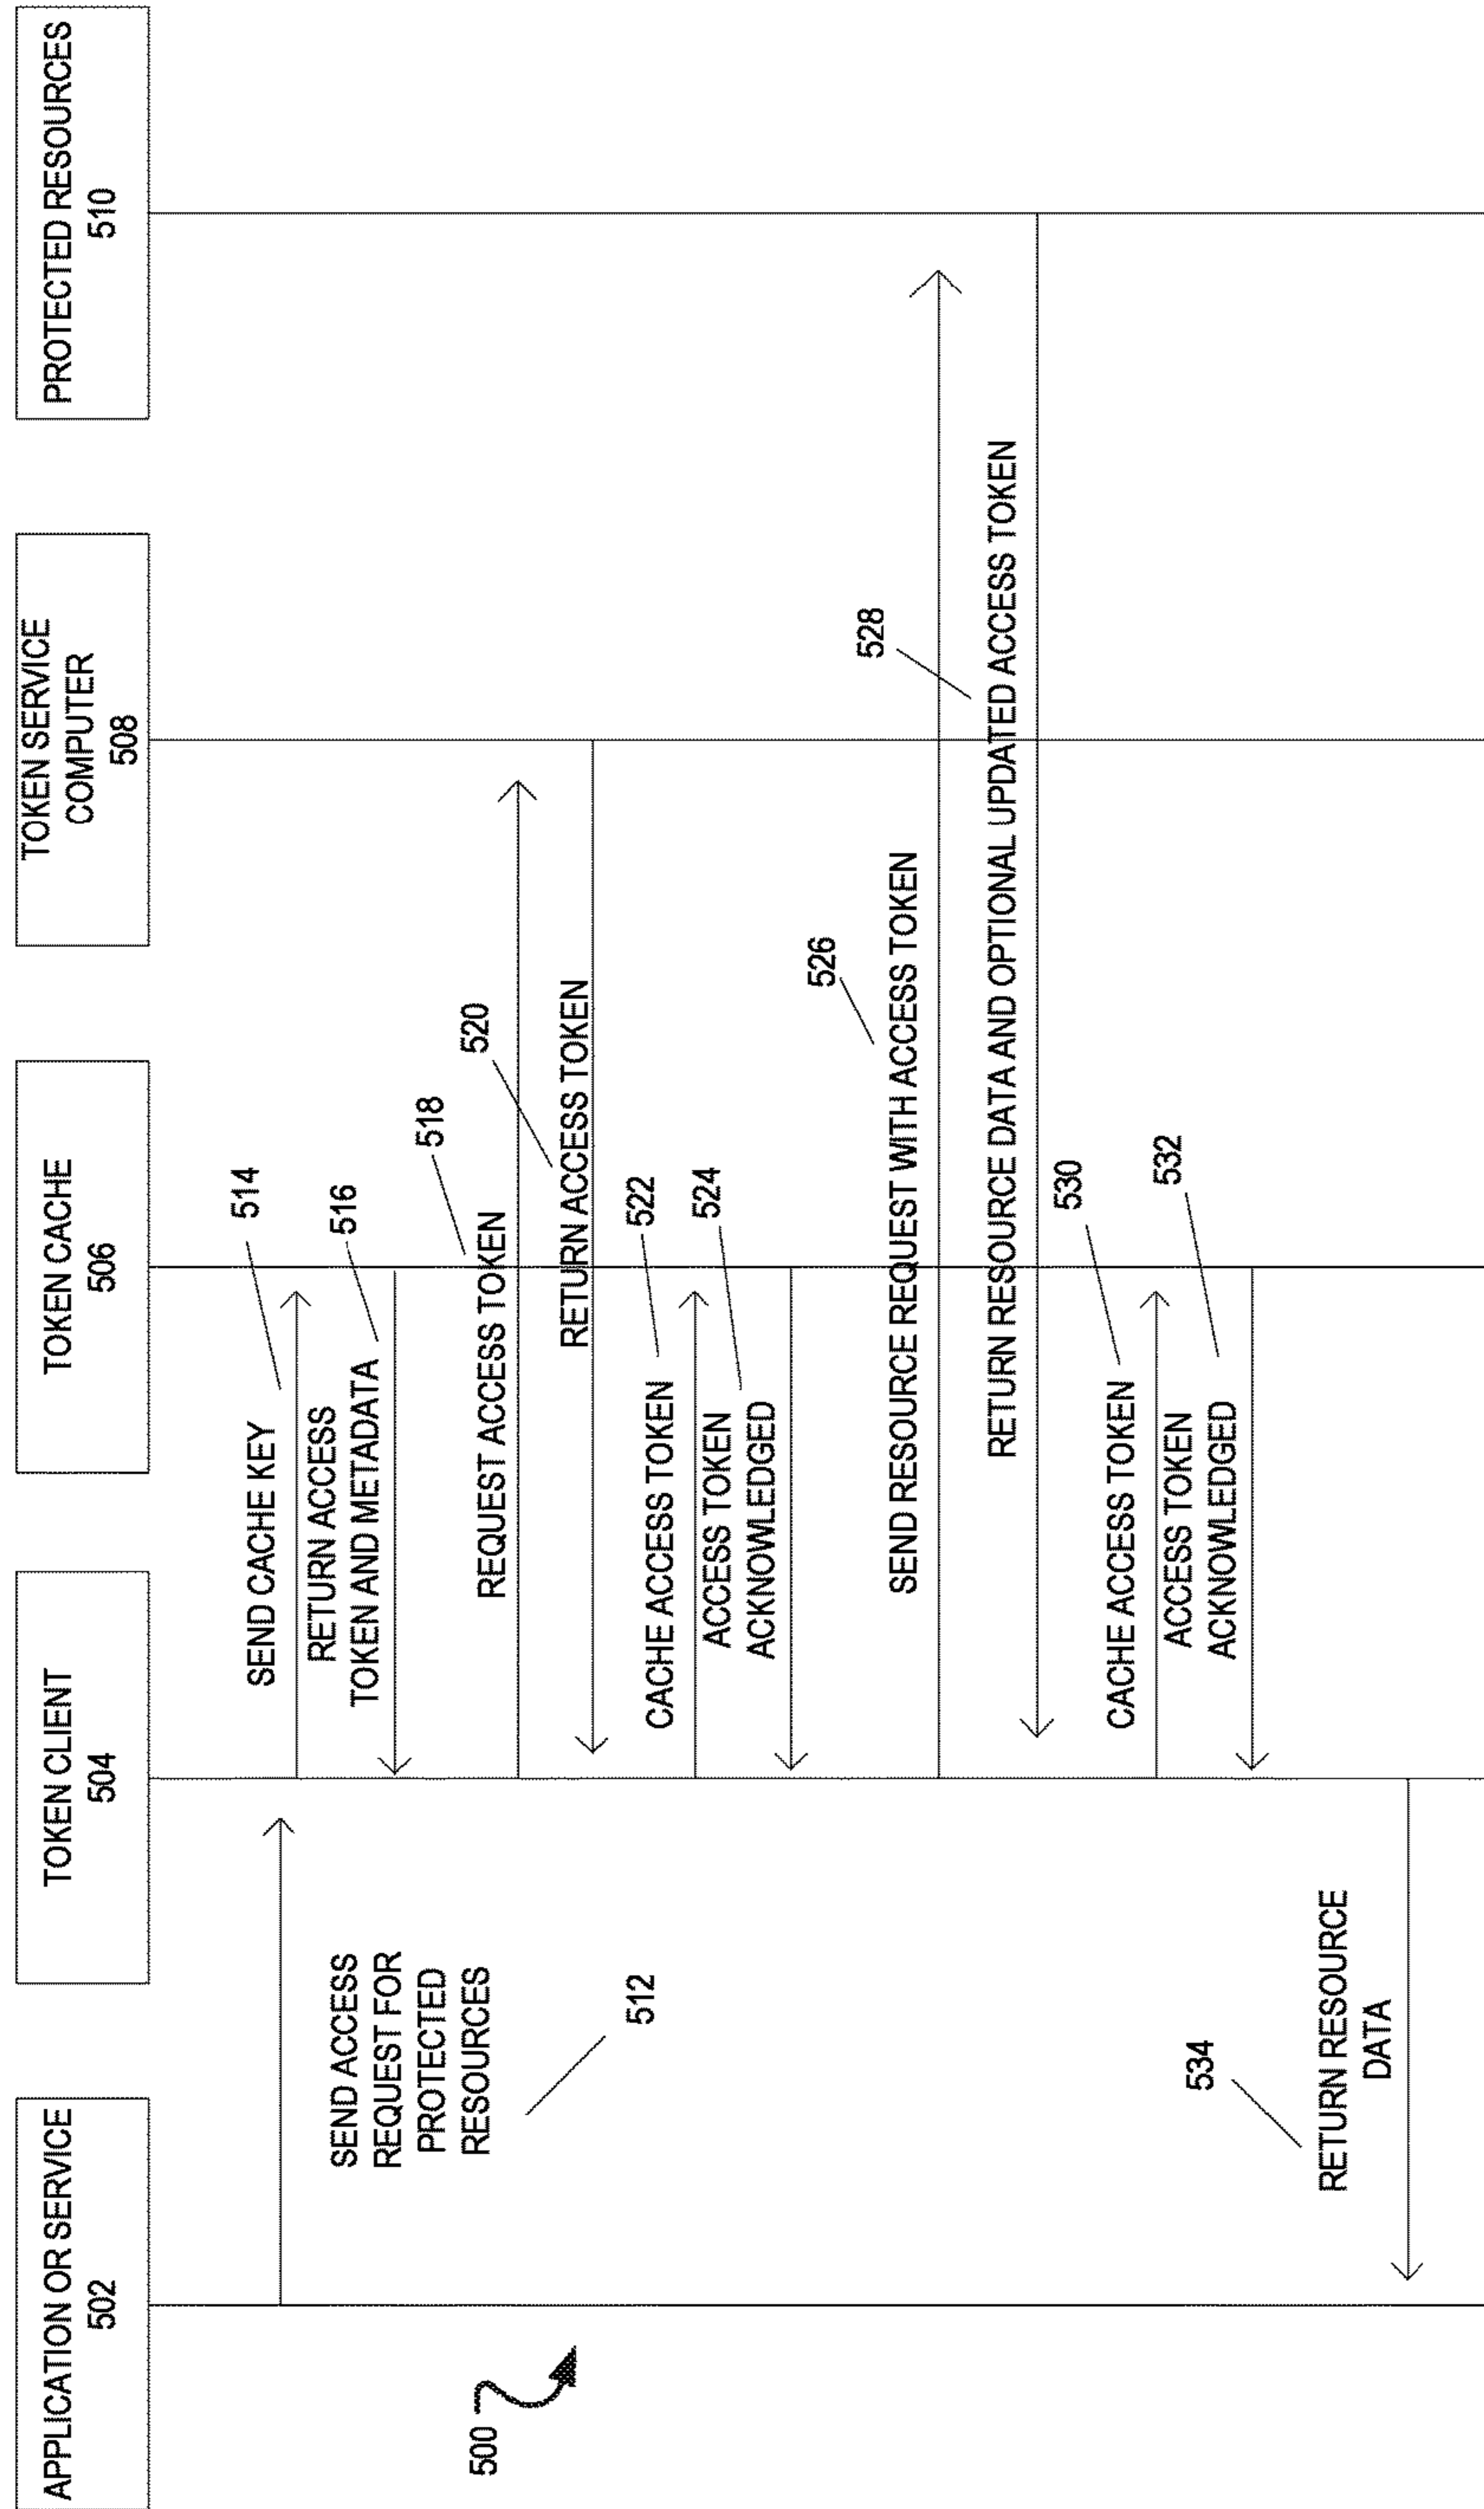 APPLICATION OR SERVICE
502
TOKEN CLIENT
504
TOKEN CACHE
506
TOKEN SERVICE
COMPUTER
508
PROTECTED RESOURCES
510
500
SEND ACCESS
REQUEST FOR
PROTECTED
RESOURCES
512
SEND CACHE KEY
514
RETURN ACCESS
TOKEN AND METADATA
516
REQUEST ACCESS TOKEN
518
RETURN ACCESS TOKEN
520
CACHE ACCESS TOKEN
522
ACCESS TOKEN
ACKNOWLEDGED
524
SEND RESOURCE REQUEST WITH ACCESS TOKEN
526
RETURN RESOURCE DATA AND OPTIONAL UPDATED ACCESS TOKEN
528
CACHE ACCESS TOKEN
530
ACCESS TOKEN
ACKNOWLEDGED
532
RETURN RESOURCE
DATA
534